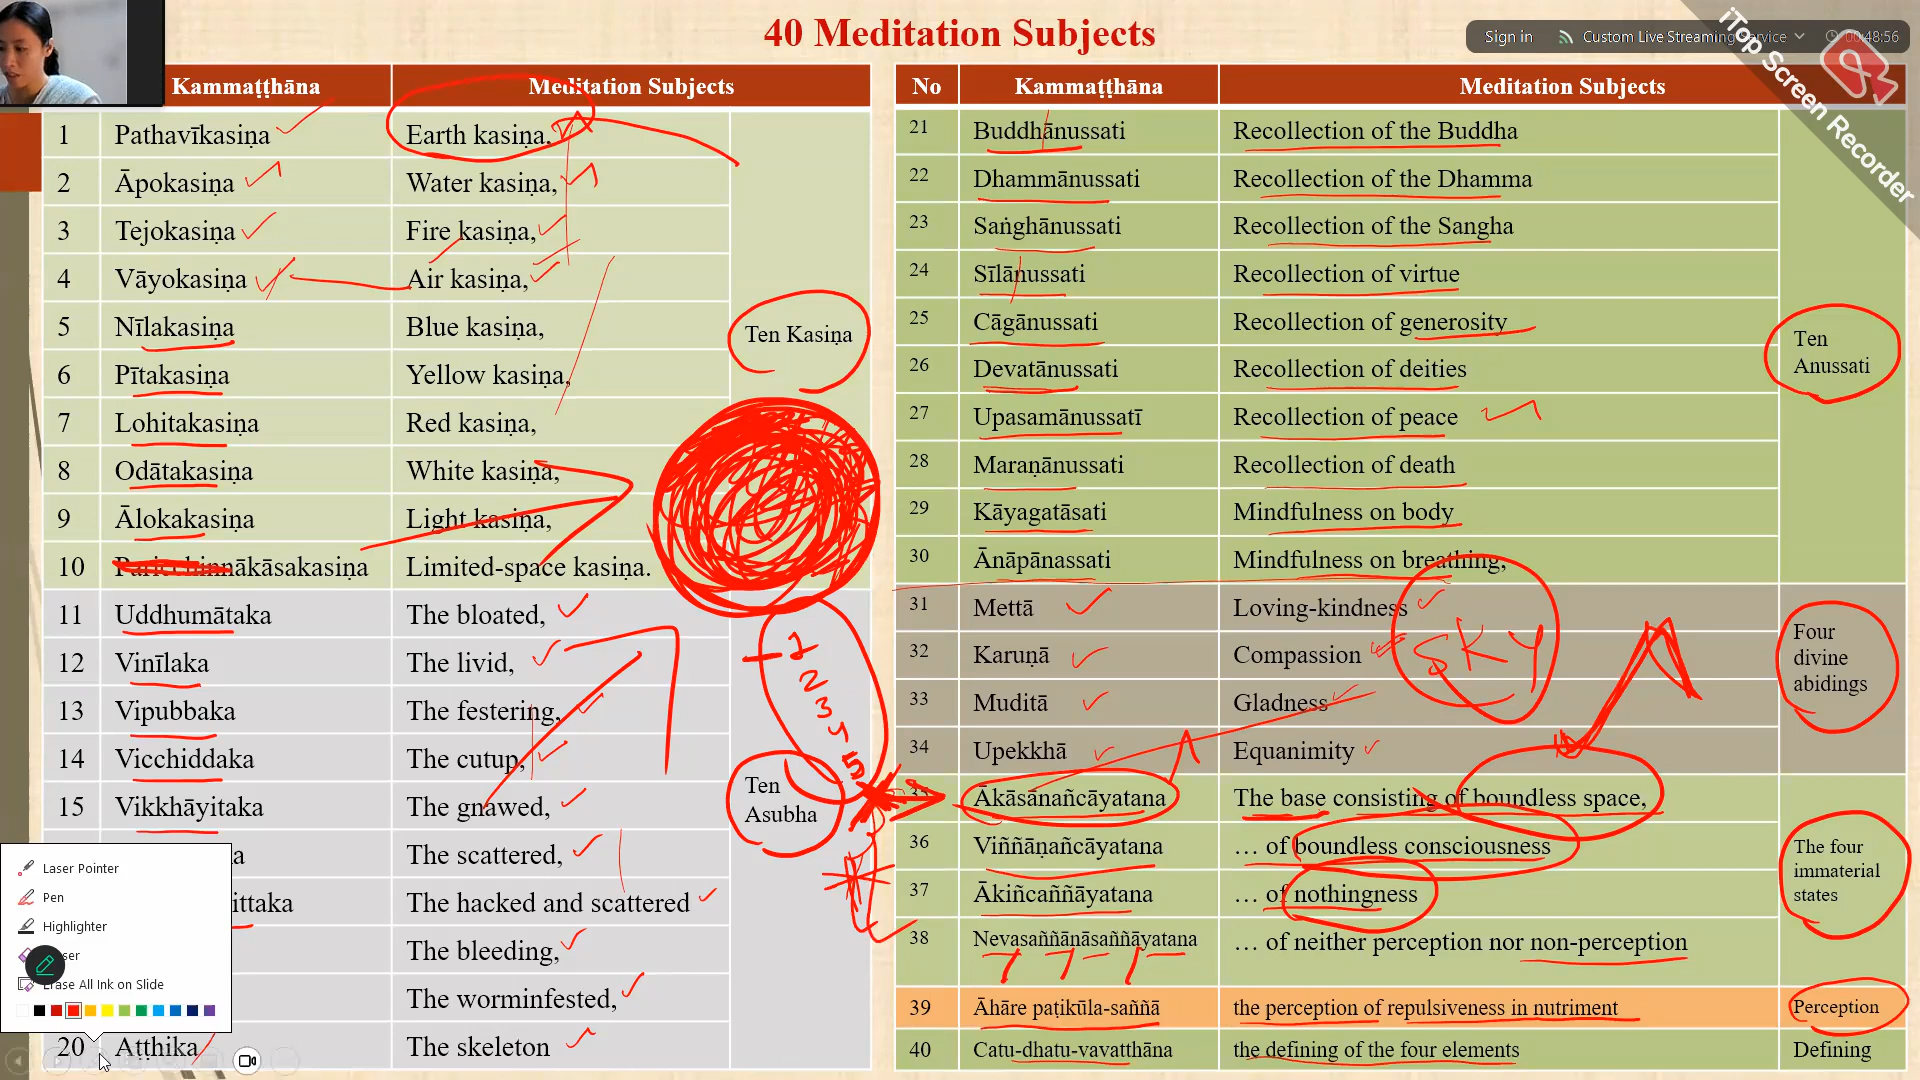 40 Meditation Subjects
Sign in
Custom Live Streaming Service
00:48:56
iTop Screen Recorder
Kammaṭṭhāna Meditation Subjects
1 Pathavīkasiṇa Earth kasiṇa,
2 Āpokasiṇa Water kasiṇa,
3 Tejokasiṇa Fire kasiṇa,
4 Vāyokasiṇa Air kasiṇa,
5 Nīlakasiṇa Blue kasiṇa,
6 Pītakasiṇa Yellow kasiṇa,
7 Lohitakasiṇa Red kasiṇa,
8 Odātakasiṇa White kasiṇa,
9 Ālokakasiṇa Light kasiṇa,
10 Paricchinnākāsakasiṇa Limited-space kasiṇa.
Ten Kasiṇa
11 Uddhumātaka The bloated,
12 Vinīlaka The livid,
13 Vipubbaka The festering,
14 Vicchiddaka The cutup,
15 Vikkhāyitaka The gnawed,
a The scattered,
ittaka The hacked and scattered
The bleeding,
The worminfested,
20 Aṭṭhika The skeleton
Ten
Asubha
No Kammaṭṭhāna Meditation Subjects
21 Buddhānussati Recollection of the Buddha
22 Dhammānussati Recollection of the Dhamma
23 Saṅghānussati Recollection of the Sangha
24 Sīlānussati Recollection of virtue
25 Cāgānussati Recollection of generosity
26 Devatānussati Recollection of deities
27 Upasamānussatī Recollection of peace
28 Maraṇānussati Recollection of death
29 Kāyagatāsati Mindfulness on body
30 Ānāpānassati Mindfulness on breathing,
Ten
Anussati
31 Mettā Loving-kindness
32 Karuṇā Compassion
33 Muditā Gladness
34 Upekkhā Equanimity
SKY
Four
divine
abidings
35 Ākāsānañcāyatana The base consisting of boundless space,
36 Viññāṇañcāyatana … of boundless consciousness
37 Ākiñcaññāyatana … of nothingness
38 Nevasaññānāsaññāyatana … of neither perception nor non-perception
The four
immaterial
states
39 Āhāre paṭikūla-saññā the perception of repulsiveness in nutriment Perception
40 Catu-dhatu-vavatthāna the defining of the four elements Defining
Laser Pointer
Pen
Highlighter
ser
Erase All Ink on Slide